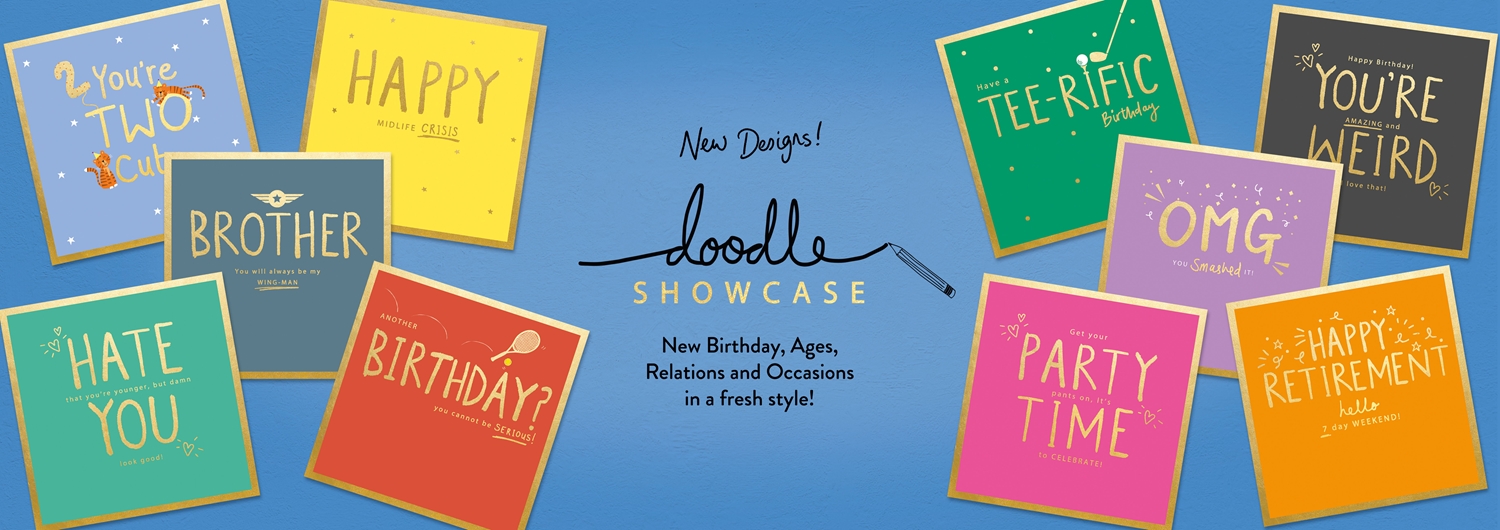 2 You're
TWO
Cut
HAPPY
MIDLIFE CRISIS
BROTHER
You will always be my
WING-MAN
HATE
that you're younger, but damn
YOU
look good!
ANOTHER
BIRTHDAY?
you cannot be SERIOUS!
New Designs!
doodle
SHOWCASE
New Birthday, Ages,
Relations and Occasions
in a fresh style!
Have a
TEE-RIFIC
Birthday
Happy Birthday!
YOU'RE
AMAZING and
WEIRD
love that!
OMG
YOU Smashed IT!
Get your
PARTY
pants on, it's
TIME
to CELEBRATE!
HAPPY
RETIREMENT
hello
7 day WEEKEND!